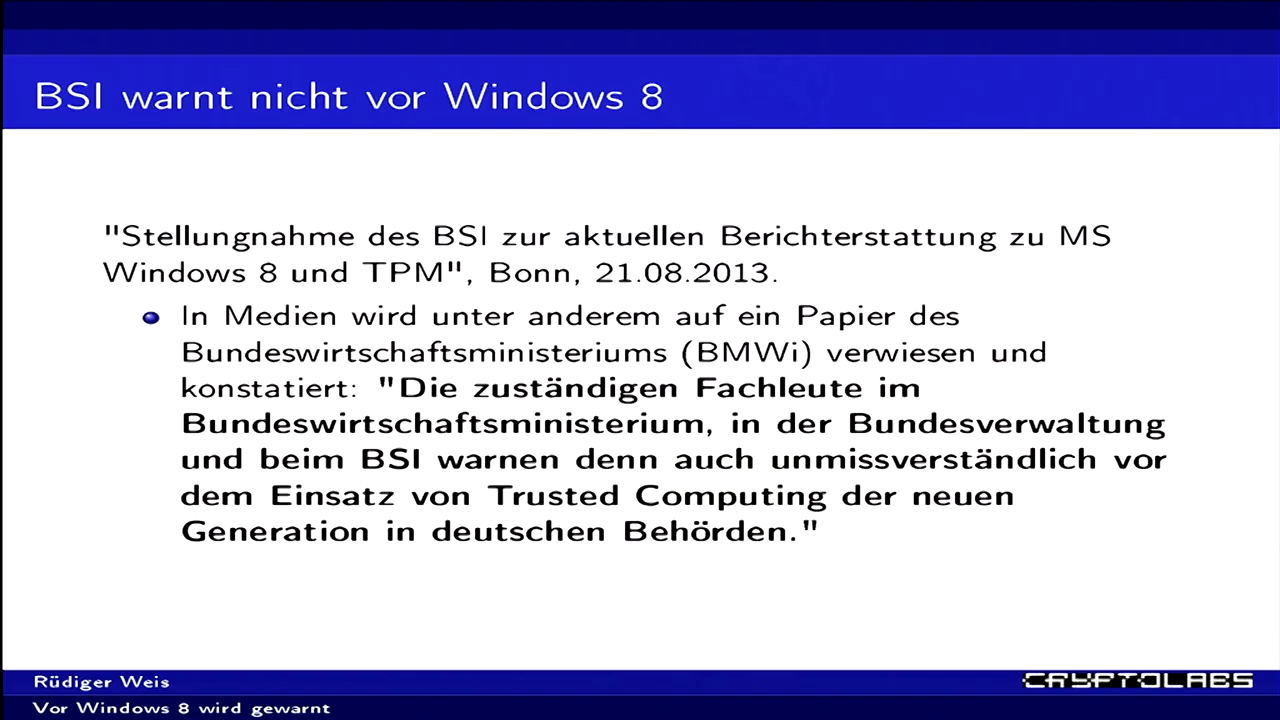 BSI warnt nicht vor Windows 8
"Stellungnahme des BSI zur aktuellen Berichterstattung zu MS
Windows 8 und TPM", Bonn, 21.08.2013.
In Medien wird unter anderem auf ein Papier des
Bundeswirtschaftsministeriums (BMWi) verwiesen und
konstatiert: "Die zuständigen Fachleute im
Bundeswirtschaftsministerium, in der Bundesverwaltung
und beim BSI warnen denn auch unmissverständlich vor
dem Einsatz von Trusted Computing der neuen
Generation in deutschen Behörden."
Rüdiger Weis
CRYPTOLABS
Vor Windows 8 wird gewarnt